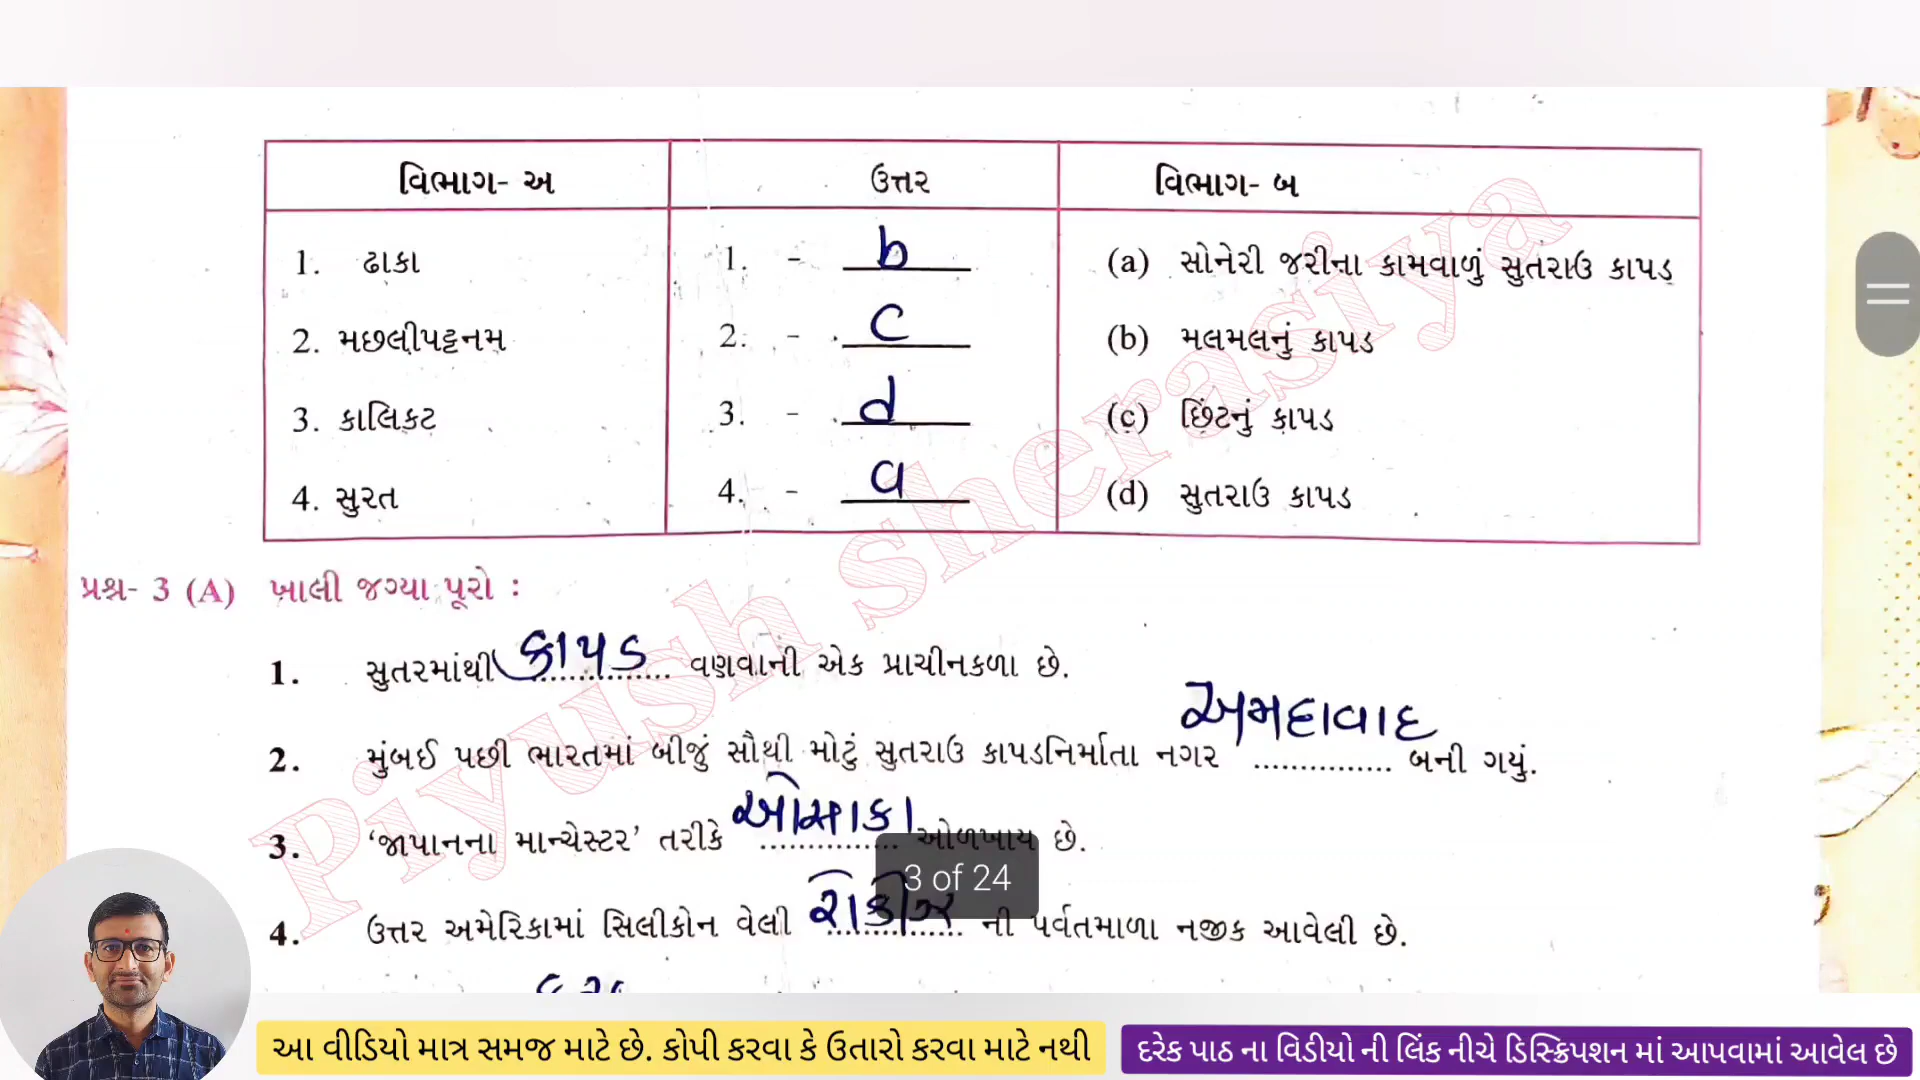 વિભાગ- અ ઉત્તર વિભાગ- બ
1. ઢાકા 1. - b (a) સોનેરી જરીના કામવાળું સુતરાઉ કાપડ
2. મછલીપટ્ટનમ 2. - c (b) મલમલનું કાપડ
3. કાલિકટ 3. - d (c) છિંટનું કાપડ
4. સુરત 4. - a (d) સુતરાઉ કાપડ
પ્રશ્ન- 3 (A) ખાલી જગ્યા પૂરો :
1. સુતરમાંથી કાપડ વણવાની એક પ્રાચીનકળા છે.
2. મુંબઈ પછી ભારતમાં બીજું સૌથી મોટું સુતરાઉ કાપડનિર્માતા નગર અમદાવાદ બની ગયું.
3. ‘જાપાનના માન્ચેસ્ટર’ તરીકે ઓસાકા ઓળખાય છે.
3 of 24
4. ઉત્તર અમેરિકામાં સિલીકોન વેલી રોકીઝ ની પર્વતમાળા નજીક આવેલી છે.
Piyush sherasiya
આ વીડિયો માત્ર સમજ માટે છે. કોપી કરવા કે ઉતારો કરવા માટે નથી
દરેક પાઠ ના વિડીયો ની લિંક નીચે ડિસ્ક્રિપશન માં આપવામાં આવેલ છે